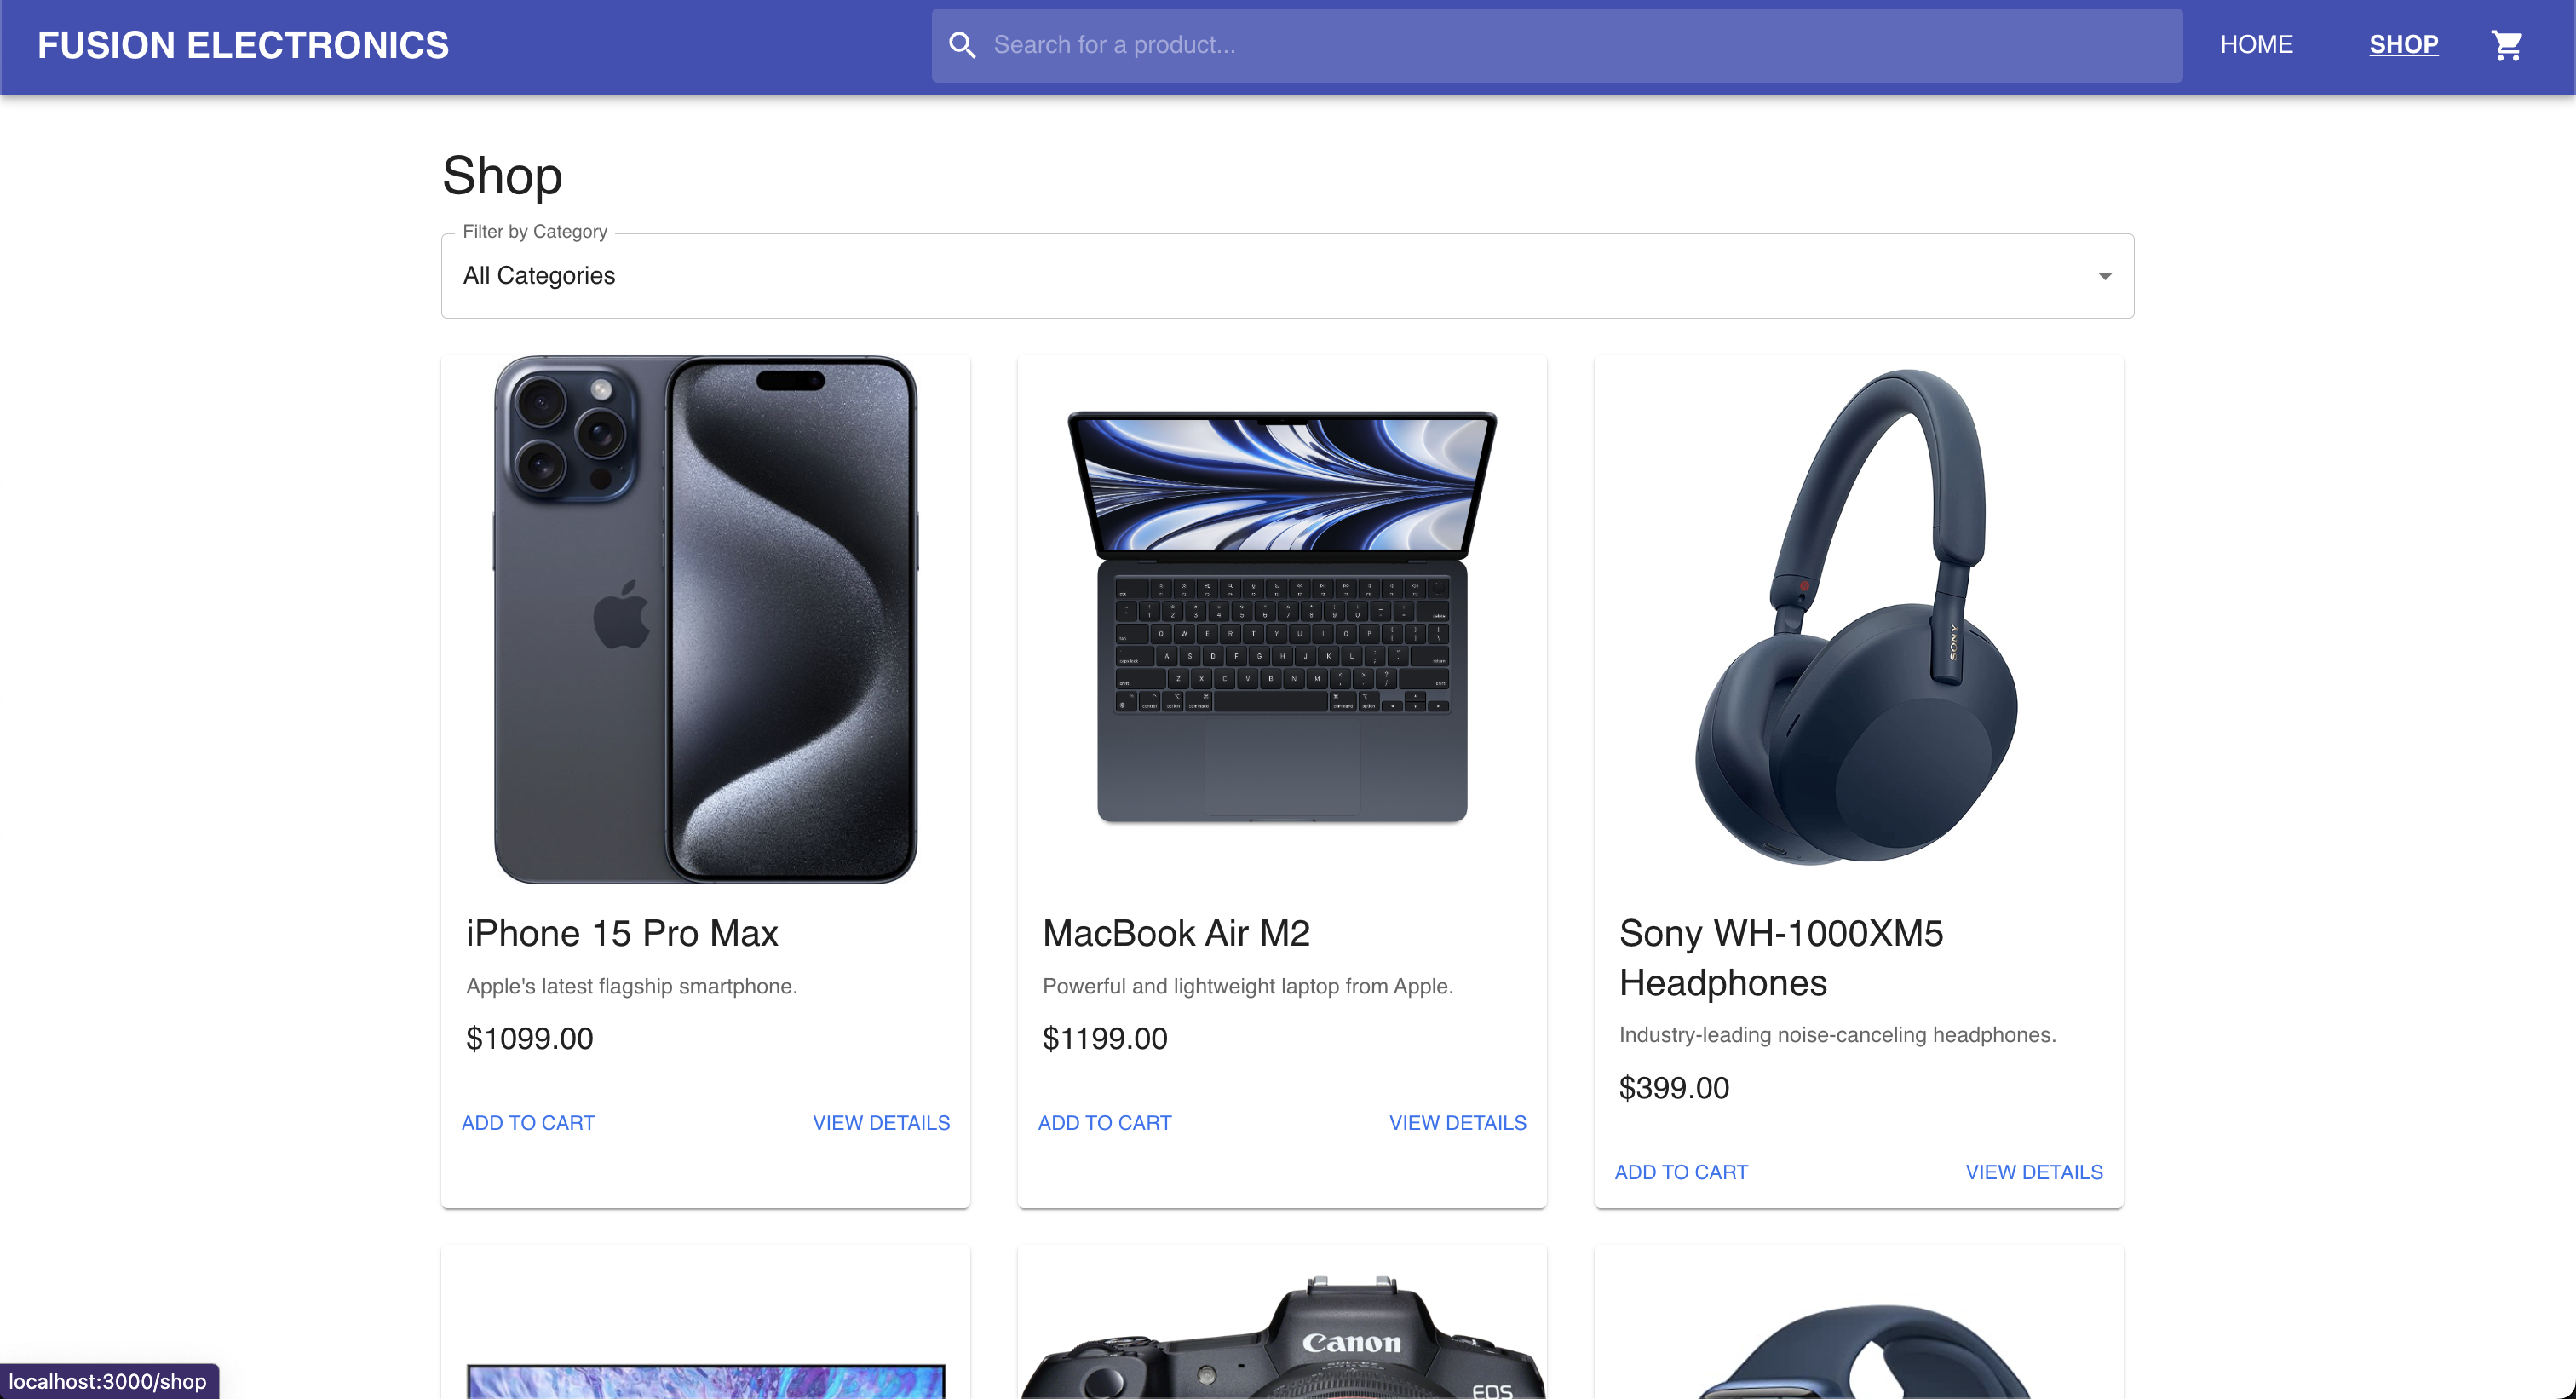 FUSION ELECTRONICS
Search for a product...
HOME
SHOP
Shop
Filter by Category
All Categories
SONY
iPhone 15 Pro Max
Apple's latest flagship smartphone.
$1099.00
ADD TO CART
VIEW DETAILS
MacBook Air M2
Powerful and lightweight laptop from Apple.
$1199.00
ADD TO CART
VIEW DETAILS
Sony WH-1000XM5
Headphones
Industry-leading noise-canceling headphones.
$399.00
ADD TO CART
VIEW DETAILS
Canon
EOS
localhost:3000/shop